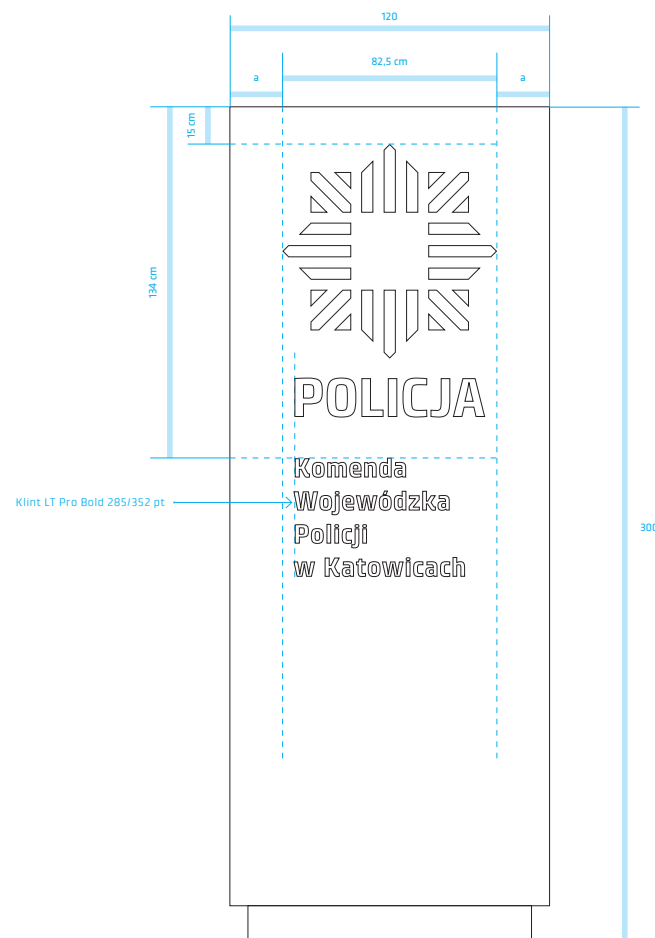 120
82,5 cm
a
a
15 cm
134 cm
POLICJA
Komenda
Wojewódzka
Policji
w Katowicach
Klint LT Pro Bold 285/352 pt
300